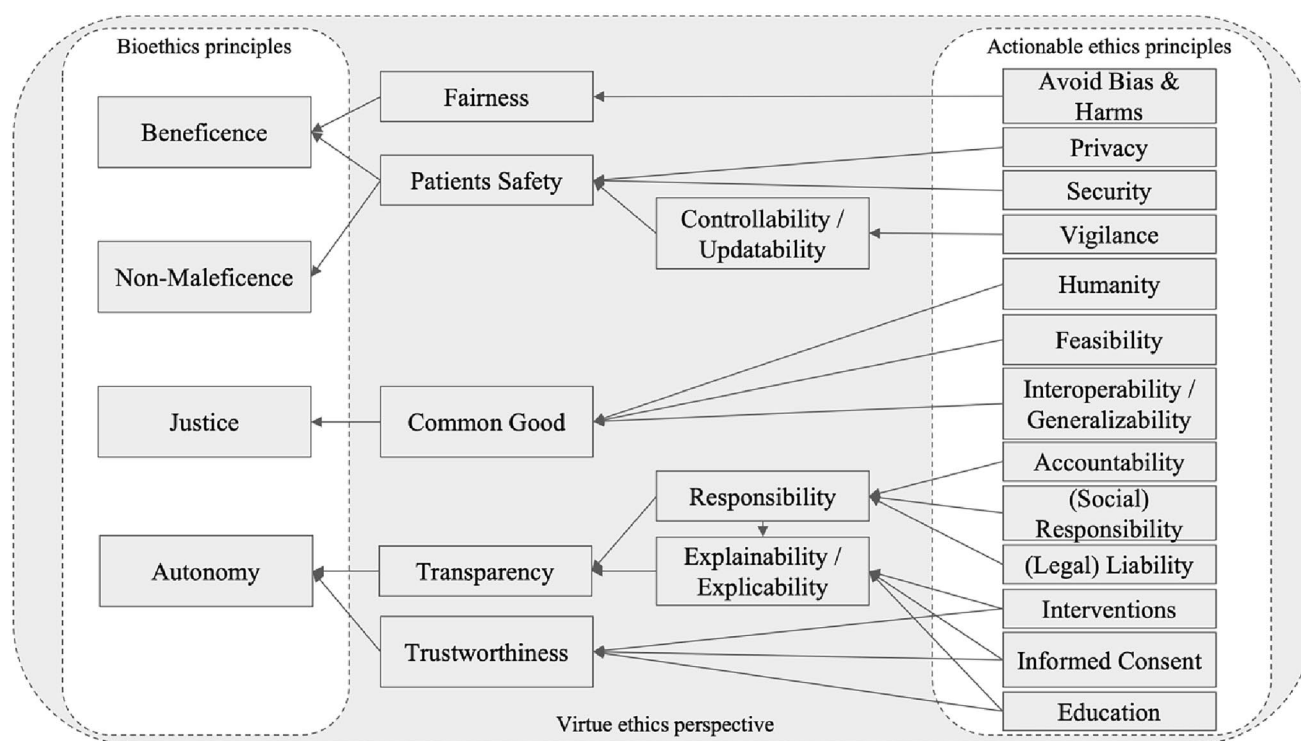 Bioethics principles
Actionable ethics principles
Fairness
Avoid Bias &
Harms
Beneficence
Privacy
Patients Safety
Security
Controllability /
Updatability
Vigilance
Non-Maleficence
Humanity
Feasibility
Justice
Common Good
Interoperability /
Generalizability
Accountability
Responsibility
(Social)
Responsibility
Autonomy
Transparency
Explainability /
Explicability
(Legal) Liability
Interventions
Trustworthiness
Informed Consent
Education
Virtue ethics perspective